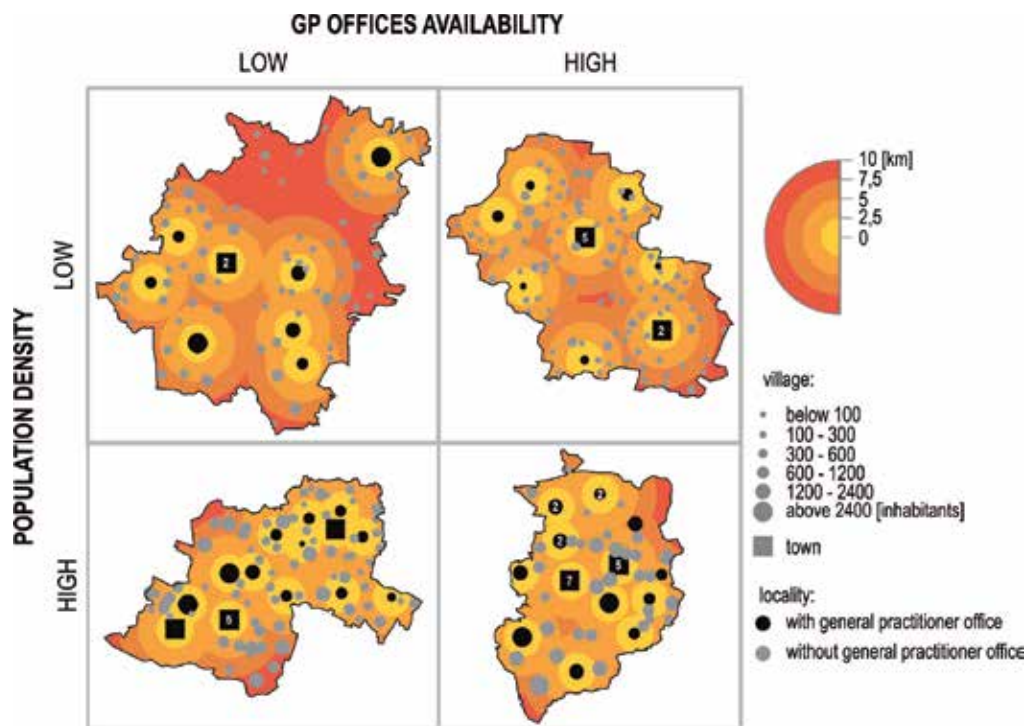 GP OFFICES AVAILABILITY
LOW
HIGH
POPULATION DENSITY
LOW
HIGH
2
5
2
5
2
2
2
5
7
10 [km]
7,5
5
2,5
0
village:
below 100
100 - 300
300 - 600
600 - 1200
1200 - 2400
above 2400 [inhabitants]
town
locality:
with general practitioner office
without general practitioner office